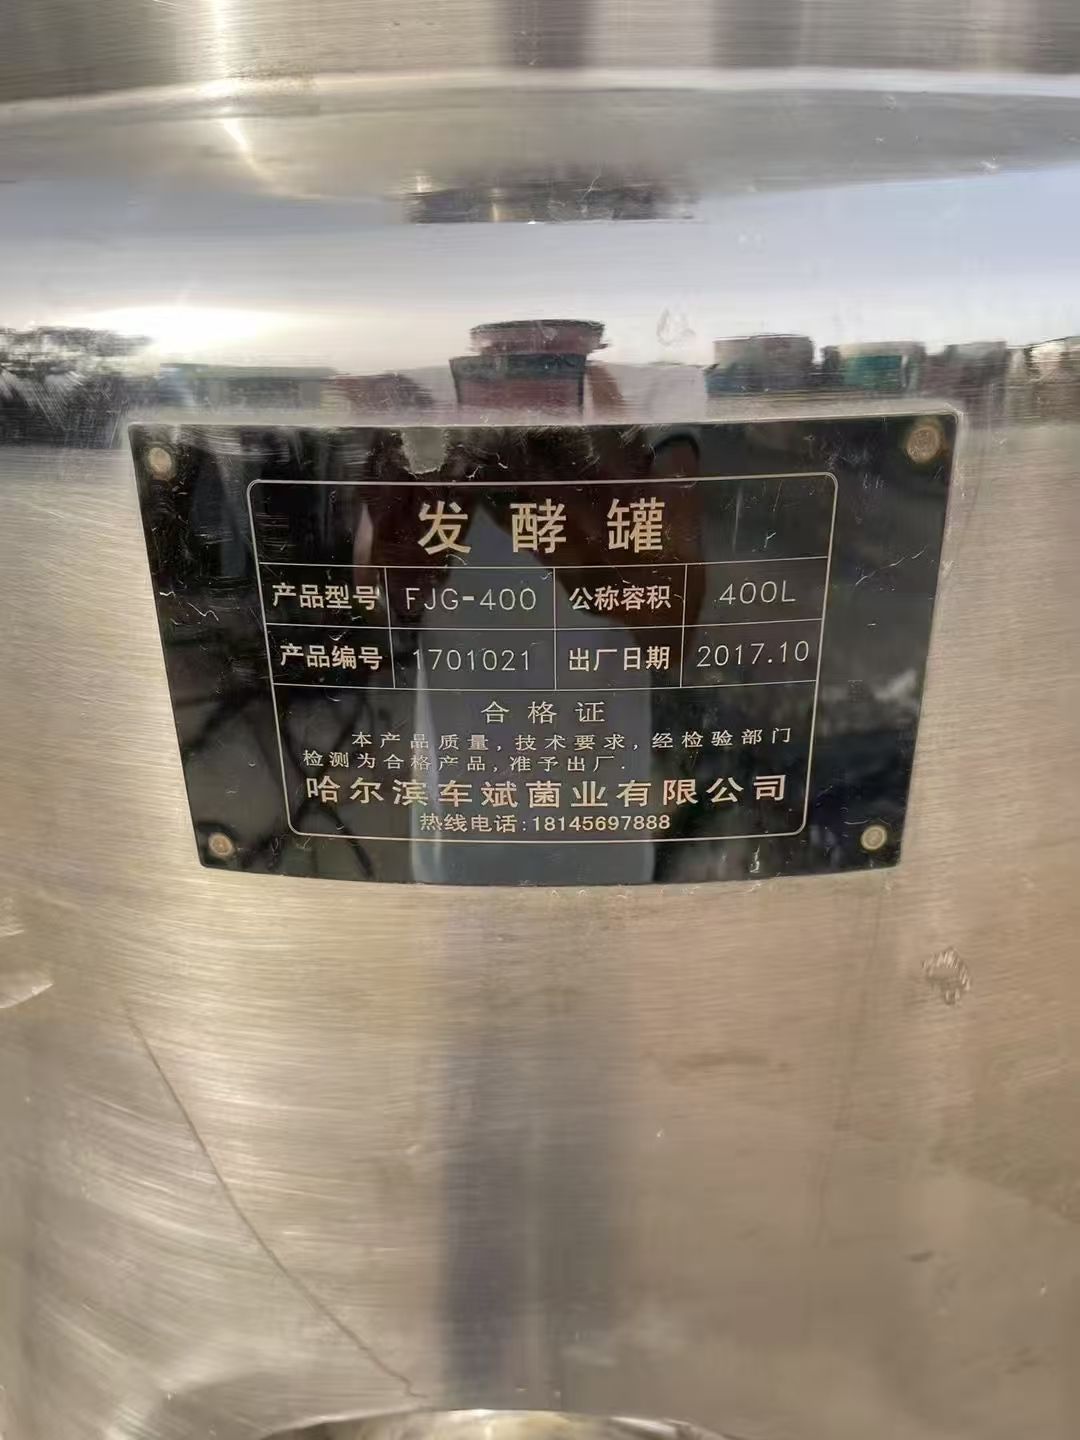 发酵罐
产品型号 FJG-400 公称容积 400L
产品编号 1701021 出厂日期 2017.10
合格证
本产品质量,技术要求,经检验部门
检测为合格产品,准予出厂.
哈尔滨车斌菌业有限公司
热线电话:18145697888